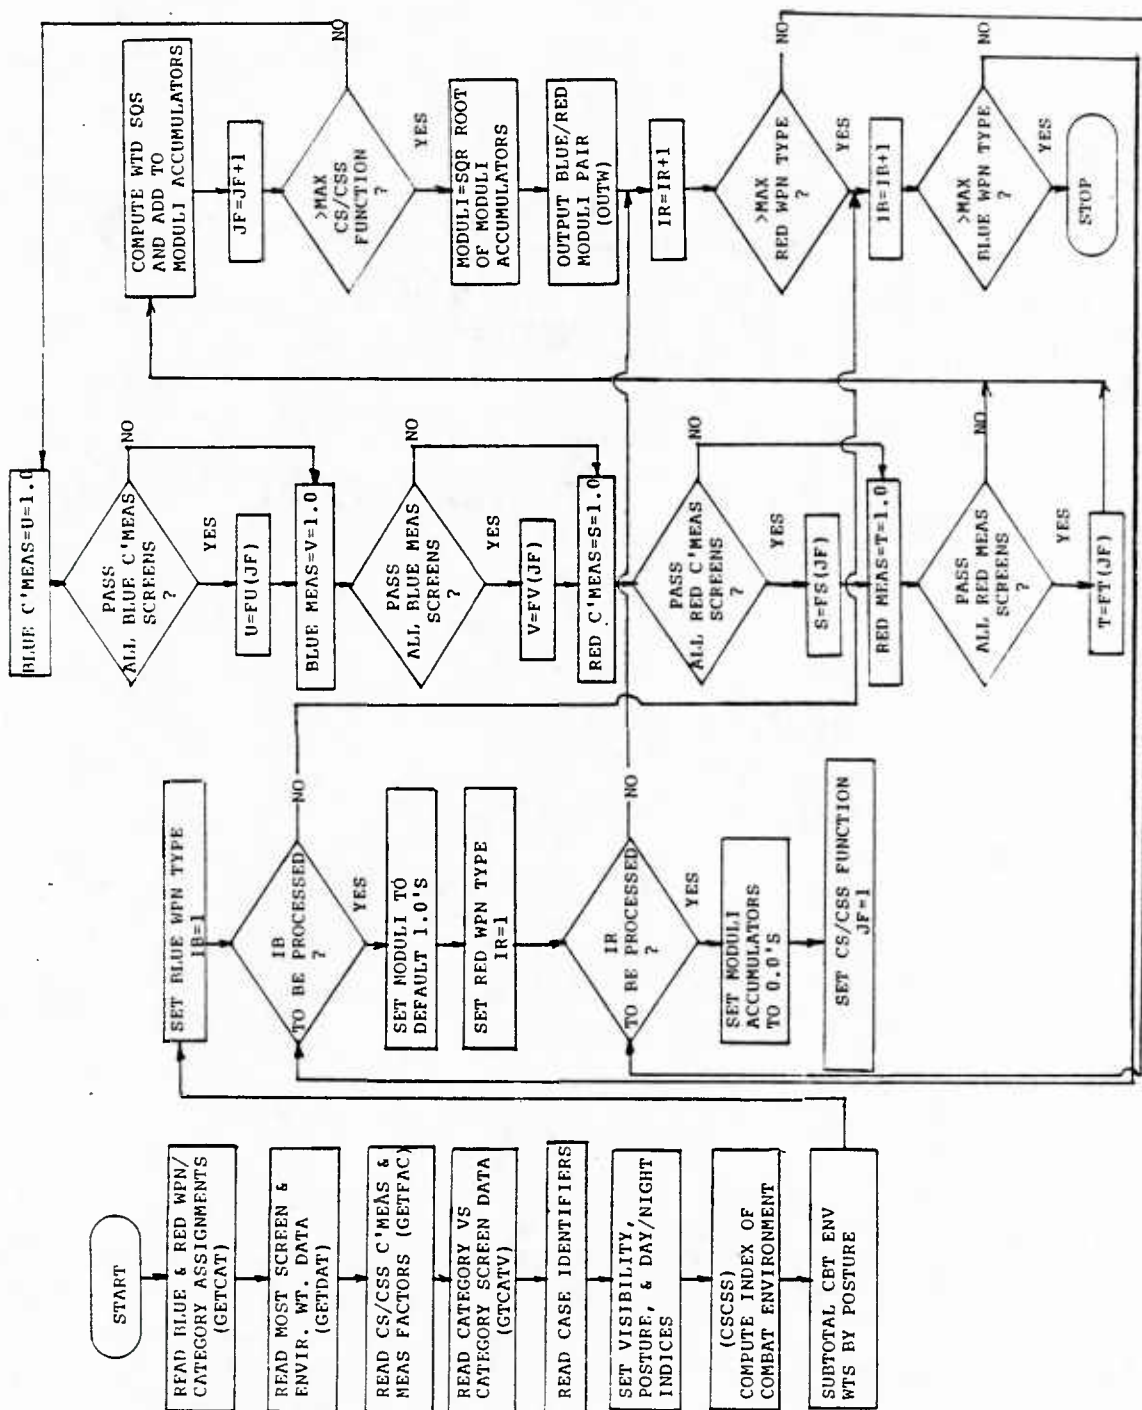 START
READ BLUE & RED WPN/
CATEGORY ASSIGNMENTS
(GETCAT)
READ MOST SCREEN &
ENVIR. WT. DATA
(GETDAT)
READ CS/CSS C'MEAS &
MEAS FACTORS (GETFAC)
READ CATEGORY VS
CATEGORY SCREEN DATA
(GTCATV)
READ CASE IDENTIFIERS
SET VISIBILITY,
POSTURE, & DAY/NIGHT
INDICES
(CSCSS)
COMPUTE INDEX OF
COMBAT ENVIRONMENT
SUBTOTAL CBT ENV
WTS BY POSTURE
SET BLUE WPN TYPE
IB=1
IB
TO BE PROCESSED
?
NO
YES
SET MODULI TO
DEFAULT 1.0'S
SET RED WPN TYPE
IR=1
IR
TO BE PROCESSED
?
NO
YES
SET MODULI
ACCUMULATORS
TO 0.0'S
SET CS/CSS FUNCTION
JF=1
BLUE C'MEAS=U=1.0
PASS
ALL BLUE C'MEAS
SCREENS
?
NO
YES
U=FU(JF)
BLUE MEAS=V=1.0
PASS
ALL BLUE MEAS
SCREENS
?
NO
YES
V=FV(JF)
RED C'MEAS=S=1.0
PASS
ALL RED C'MEAS
SCREENS
?
NO
YES
S=FS(JF)
RED MEAS=T=1.0
PASS
ALL RED MEAS
SCREENS
?
NO
YES
T=FT(JF)
COMPUTE WTD SQS
AND ADD TO
MODULI ACCUMULATORS
JF=JF+1
>MAX
CS/CSS
FUNCTION
?
NO
YES
MODULI=SQR ROOT
OF MODULI
ACCUMULATORS
OUTPUT BLUE/RED
MODULI PAIR
(OUTW)
IR=IR+1
>MAX
RED WPN TYPE
?
NO
YES
IB=IB+1
>MAX
BLUE WPN TYPE
?
NO
YES
STOP